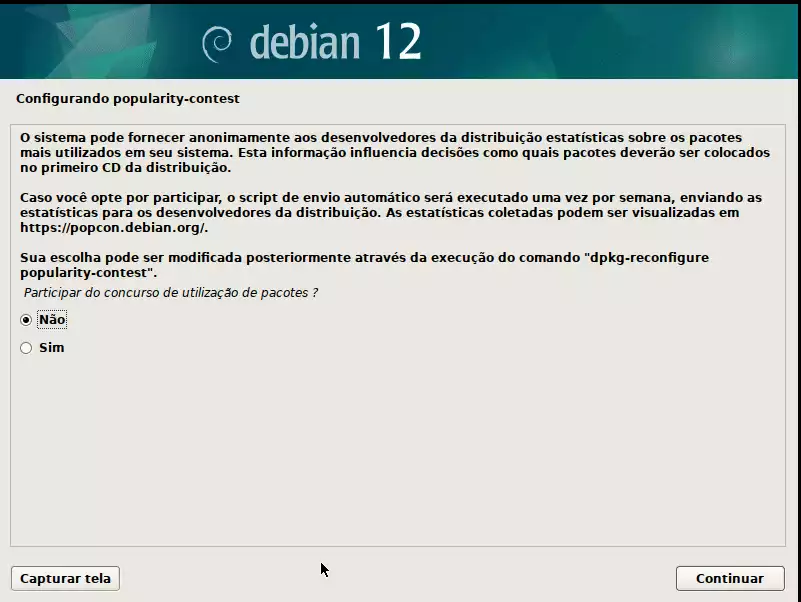 debian 12
Configurando popularity-contest
O sistema pode fornecer anonimamente aos desenvolvedores da distribuição estatísticas sobre os pacotes
mais utilizados em seu sistema. Esta informação influencia decisões como quais pacotes deverão ser colocados
no primeiro CD da distribuição.
Caso você opte por participar, o script de envio automático será executado uma vez por semana, enviando as
estatísticas para os desenvolvedores da distribuição. As estatísticas coletadas podem ser visualizadas em
https://popcon.debian.org/.
Sua escolha pode ser modificada posteriormente através da execução do comando "dpkg-reconfigure
popularity-contest".
Participar do concurso de utilização de pacotes ?
Não
Sim
Capturar tela
Continuar